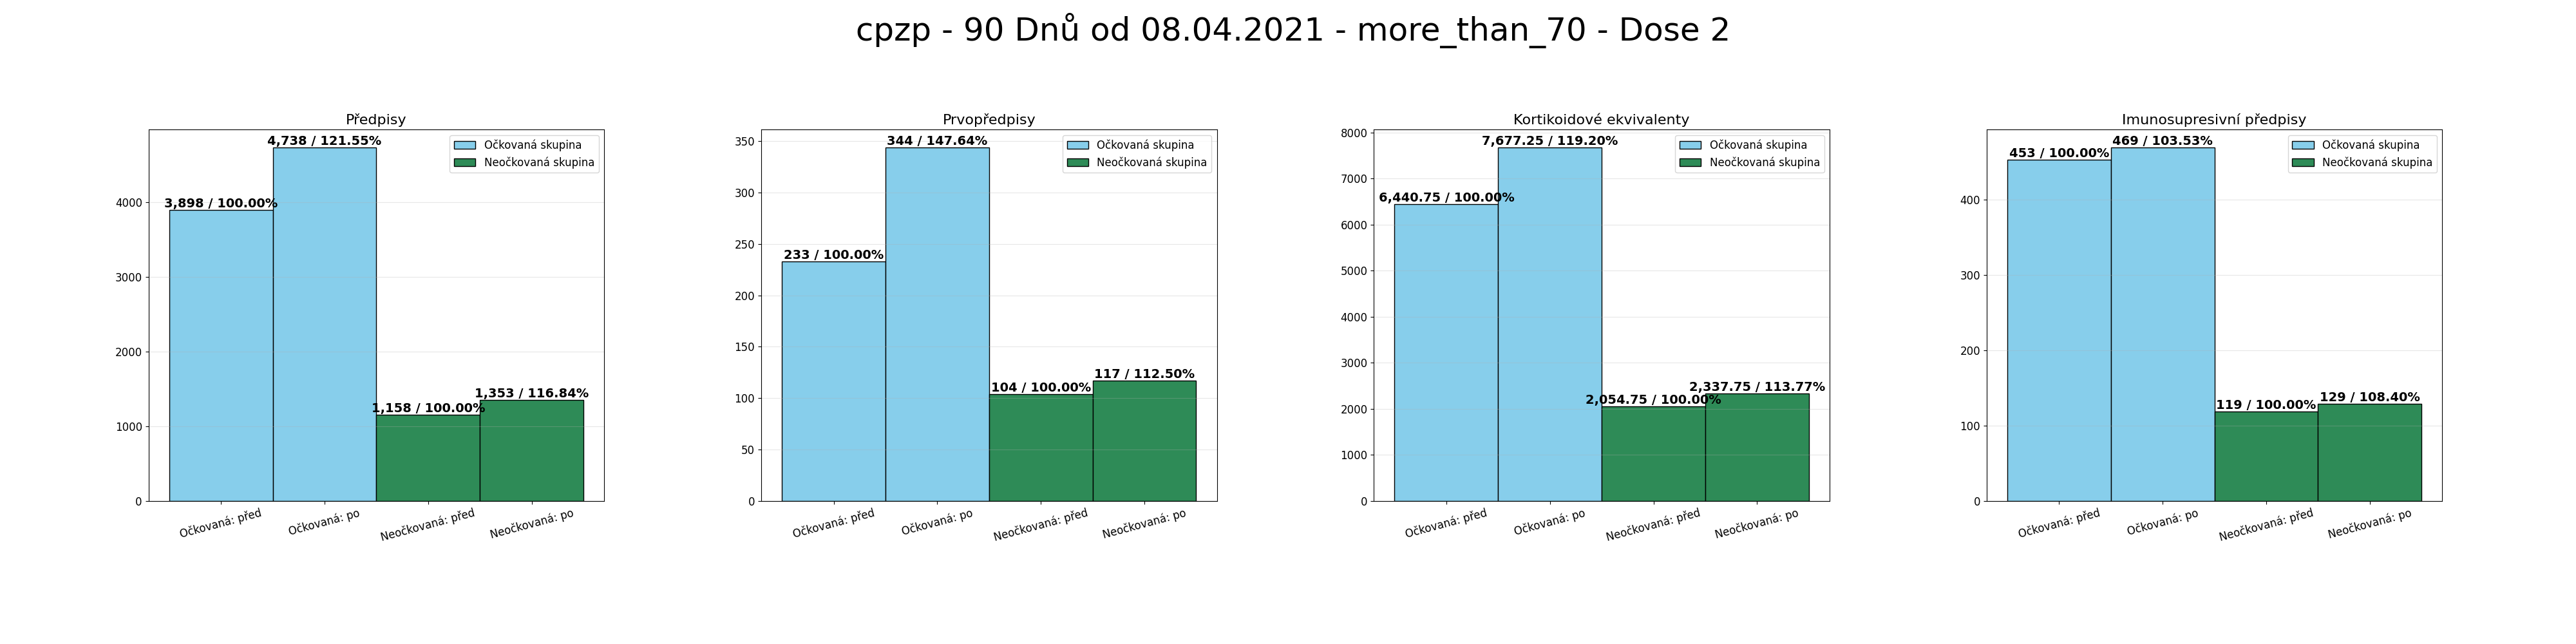 cpzp - 90 Dnů od 08.04.2021 - more_than_70 - Dose 2
Předpisy
4000
3000
2000
1000
0
3,898 / 100.00%
4,738 / 121.55%
1,158 / 100.00%
1,353 / 116.84%
Očkovaná skupina
Neočkovaná skupina
Očkovaná: před
Očkovaná: po
Neočkovaná: před
Neočkovaná: po
Prvopředpisy
350
300
250
200
150
100
50
0
233 / 100.00%
344 / 147.64%
104 / 100.00%
117 / 112.50%
Očkovaná skupina
Neočkovaná skupina
Očkovaná: před
Očkovaná: po
Neočkovaná: před
Neočkovaná: po
Kortikoidové ekvivalenty
8000
7000
6000
5000
4000
3000
2000
1000
0
6,440.75 / 100.00%
7,677.25 / 119.20%
2,054.75 / 100.00%
2,337.75 / 113.77%
Očkovaná skupina
Neočkovaná skupina
Očkovaná: před
Očkovaná: po
Neočkovaná: před
Neočkovaná: po
Imunosupresivní předpisy
400
300
200
100
0
453 / 100.00%
469 / 103.53%
119 / 100.00%
129 / 108.40%
Očkovaná skupina
Neočkovaná skupina
Očkovaná: před
Očkovaná: po
Neočkovaná: před
Neočkovaná: po